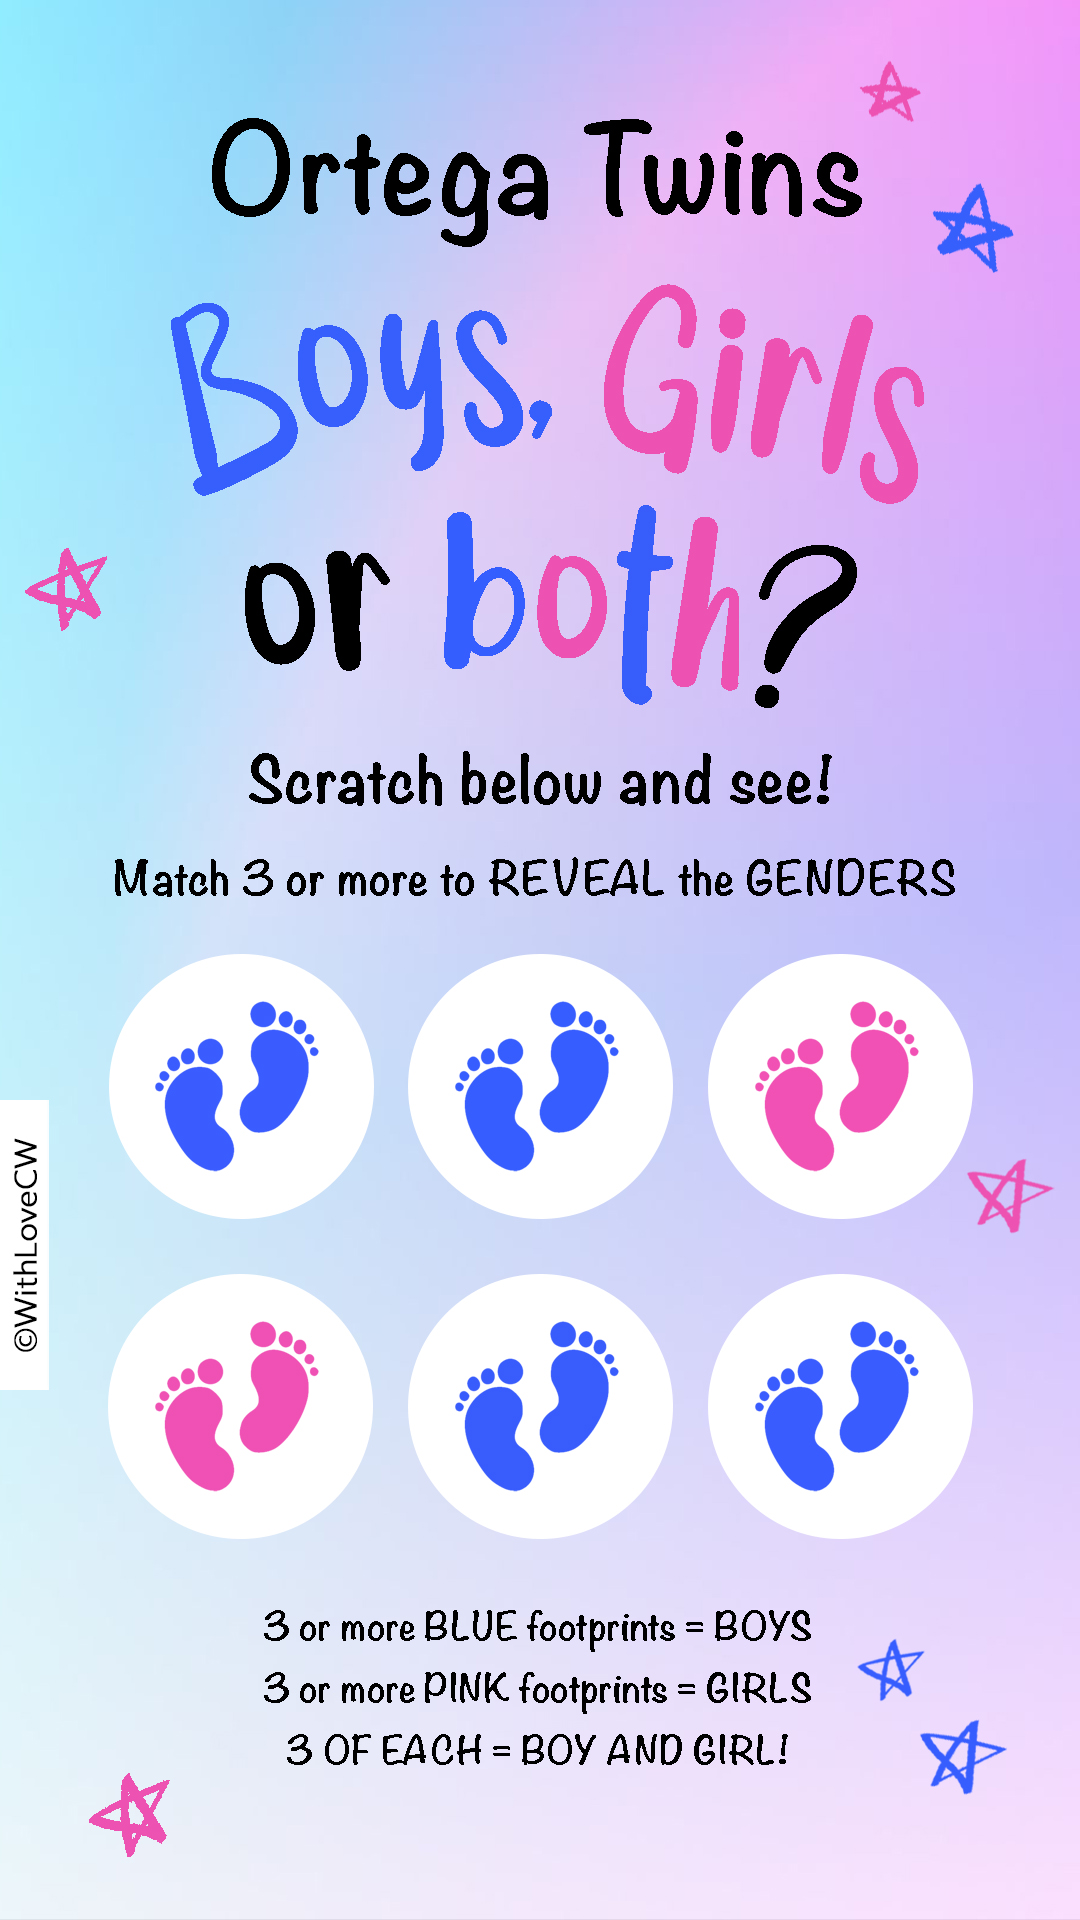 Ortega Twins
Boys, Girls
or both?
Scratch below and see!
Match 3 or more to REVEAL the GENDERS
©WithLoveCW
3 or more BLUE footprints = BOYS
3 or more PINK footprints = GIRLS
3 OF EACH = BOY AND GIRL!